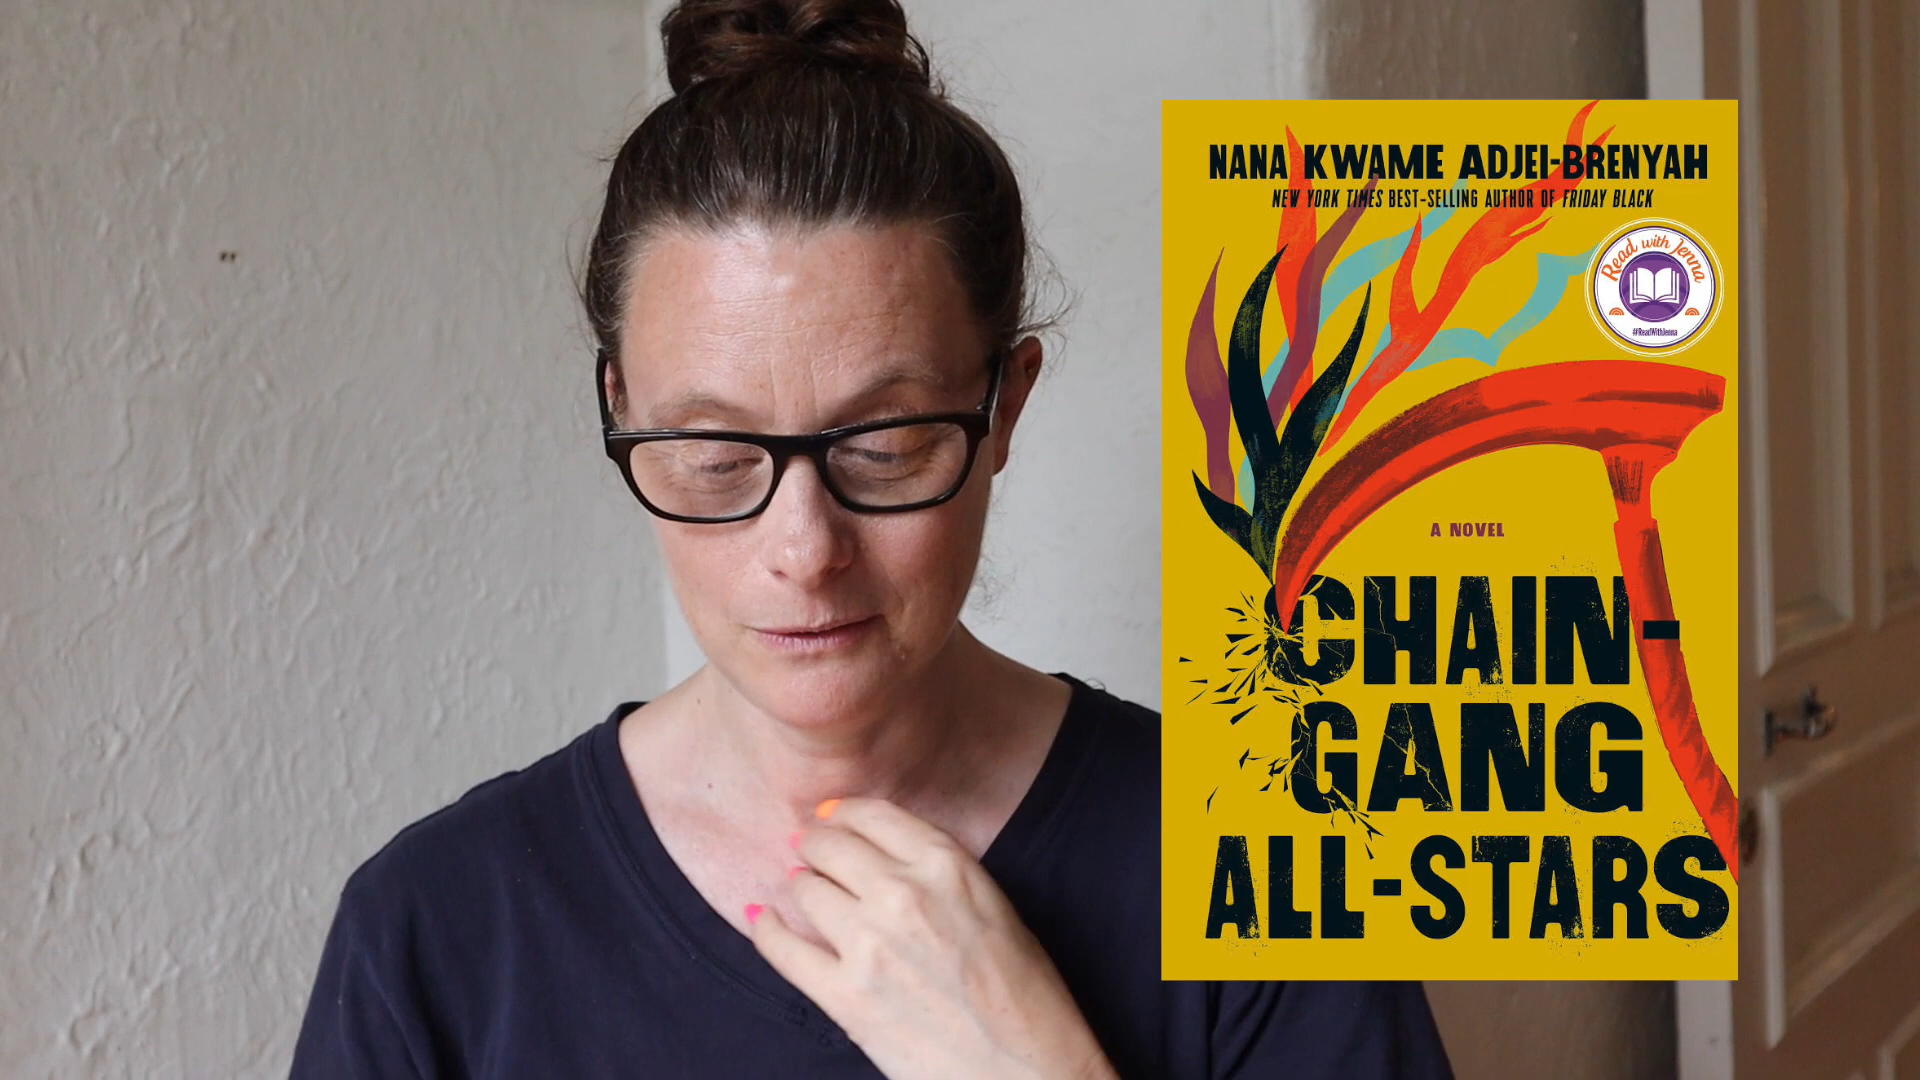 NANA KWAME ADJEI-BRENYAH
NEW YORK TIMES BEST-SELLING AUTHOR OF FRIDAY BLACK
Read with Jenna
#ReadWithJenna
A NOVEL
CHAIN-
GANG
ALL-STARS